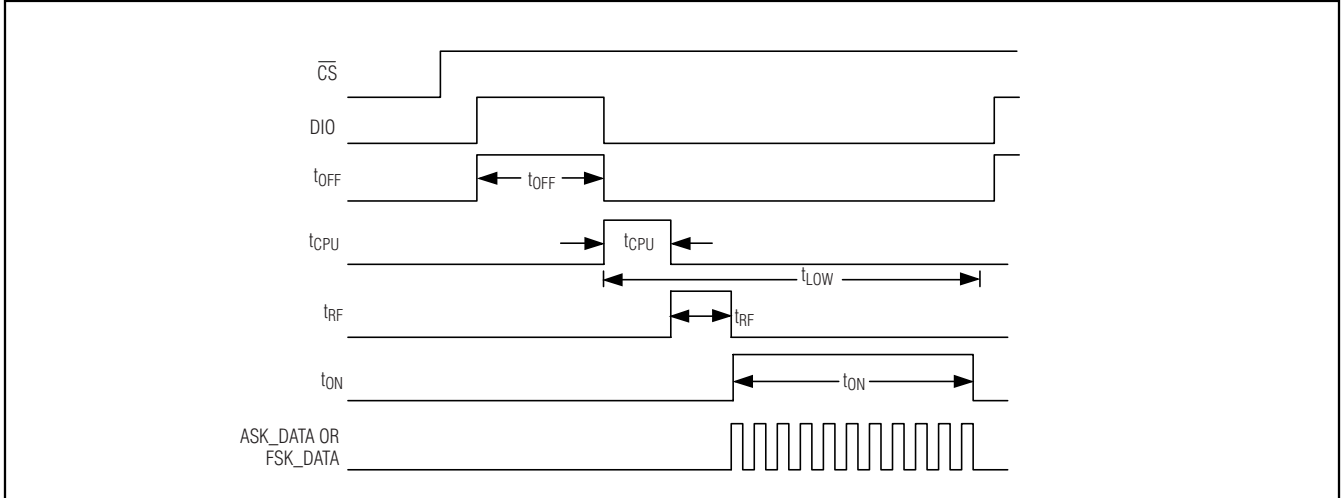 CS
DIO
tOFF
tOFF
tCPU
tCPU
tLOW
tRF
tRF
tON
tON
ASK_DATA OR
FSK_DATA